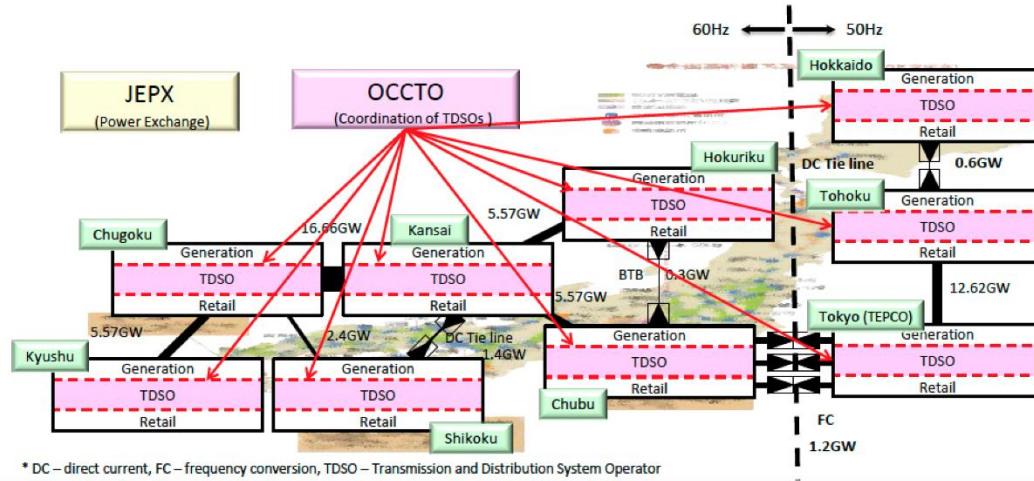 60Hz
50Hz
JEPX
(Power Exchange)
OCCTO
(Coordination of TDSOs )
Hokkaido
Generation
TDSO
Retail
DC Tie line
0.6GW
Hokuriku
Generation
TDSO
Retail
Tohoku
Generation
TDSO
Retail
5.57GW
16.66GW
Chugoku
Generation
TDSO
Retail
Kansai
Generation
TDSO
Retail
BTB
0.3GW
5.57GW
12.62GW
Tokyo (TEPCO)
Generation
TDSO
Retail
5.57GW
2.4GW
DC Tie line
1.4GW
Kyushu
Generation
TDSO
Retail
Generation
TDSO
Retail
Shikoku
Generation
TDSO
Retail
Chubu
FC
1.2GW
* DC – direct current, FC – frequency conversion, TDSO – Transmission and Distribution System Operator